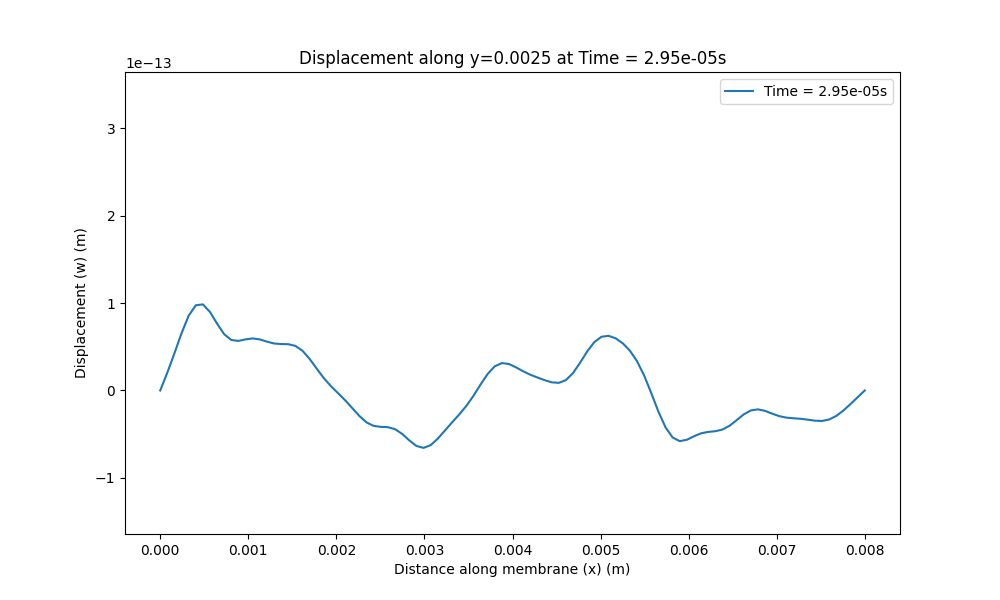 Displacement along y=0.0025 at Time = 2.95e-05s
1e−13
Time = 2.95e-05s
3
2
1
0
−1
Displacement (w) (m)
0.000 0.001 0.002 0.003 0.004 0.005 0.006 0.007 0.008
Distance along membrane (x) (m)